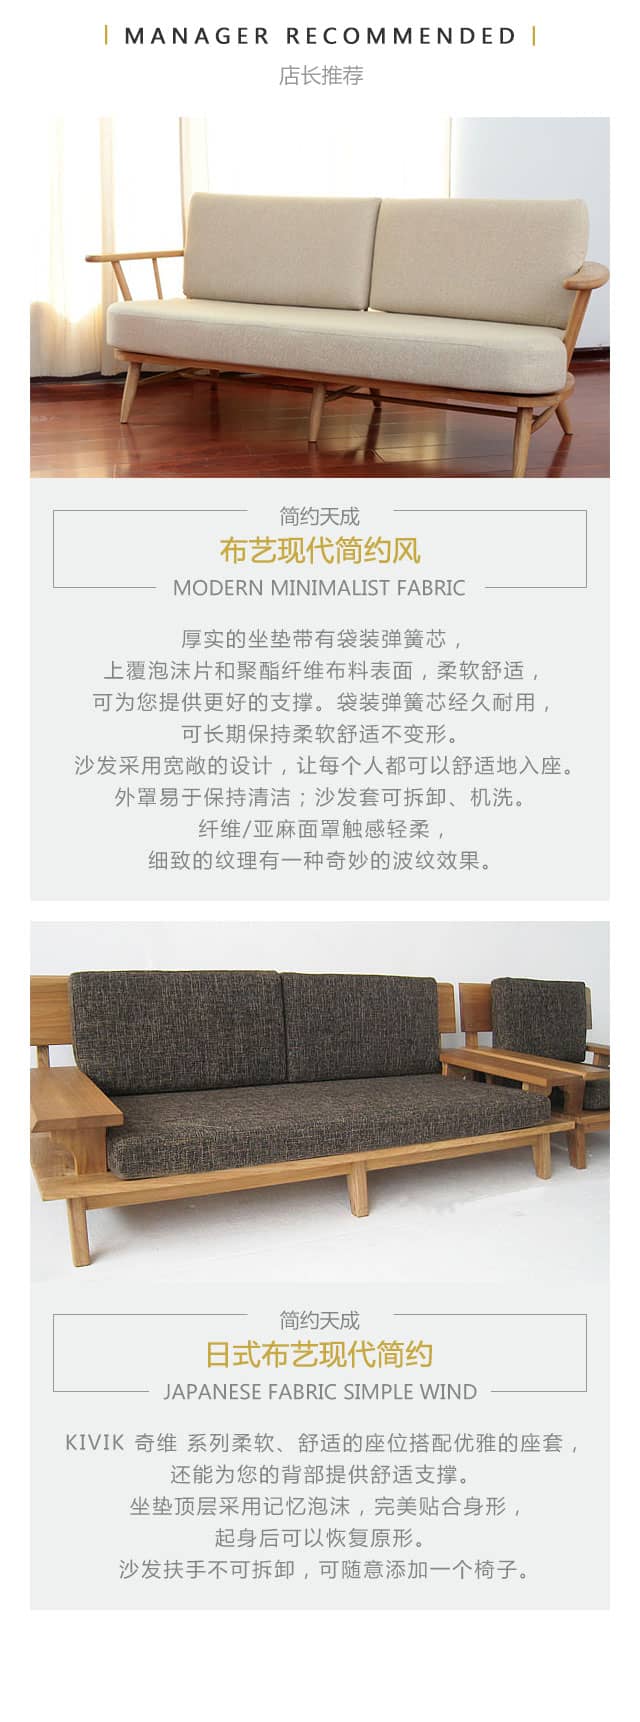 MANAGER RECOMMENDED
店长推荐
简约天成
布艺现代简约风
MODERN MINIMALIST FABRIC
厚实的坐垫带有袋装弹簧芯，
上覆泡沫片和聚酯纤维布料表面，柔软舒适，
可为您提供更好的支撑。袋装弹簧芯经久耐用，
可长期保持柔软舒适不变形。
沙发采用宽敞的设计，让每个人都可以舒适地入座。
外罩易于保持清洁；沙发套可拆卸、机洗。
纤维/亚麻面罩触感轻柔，
细致的纹理有一种奇妙的波纹效果。
简约天成
日式布艺现代简约
JAPANESE FABRIC SIMPLE WIND
KIVIK 奇维 系列柔软、舒适的座位搭配优雅的座套，
还能为您的背部提供舒适支撑。
坐垫顶层采用记忆泡沫，完美贴合身形，
起身后可以恢复原形。
沙发扶手不可拆卸，可随意添加一个椅子。